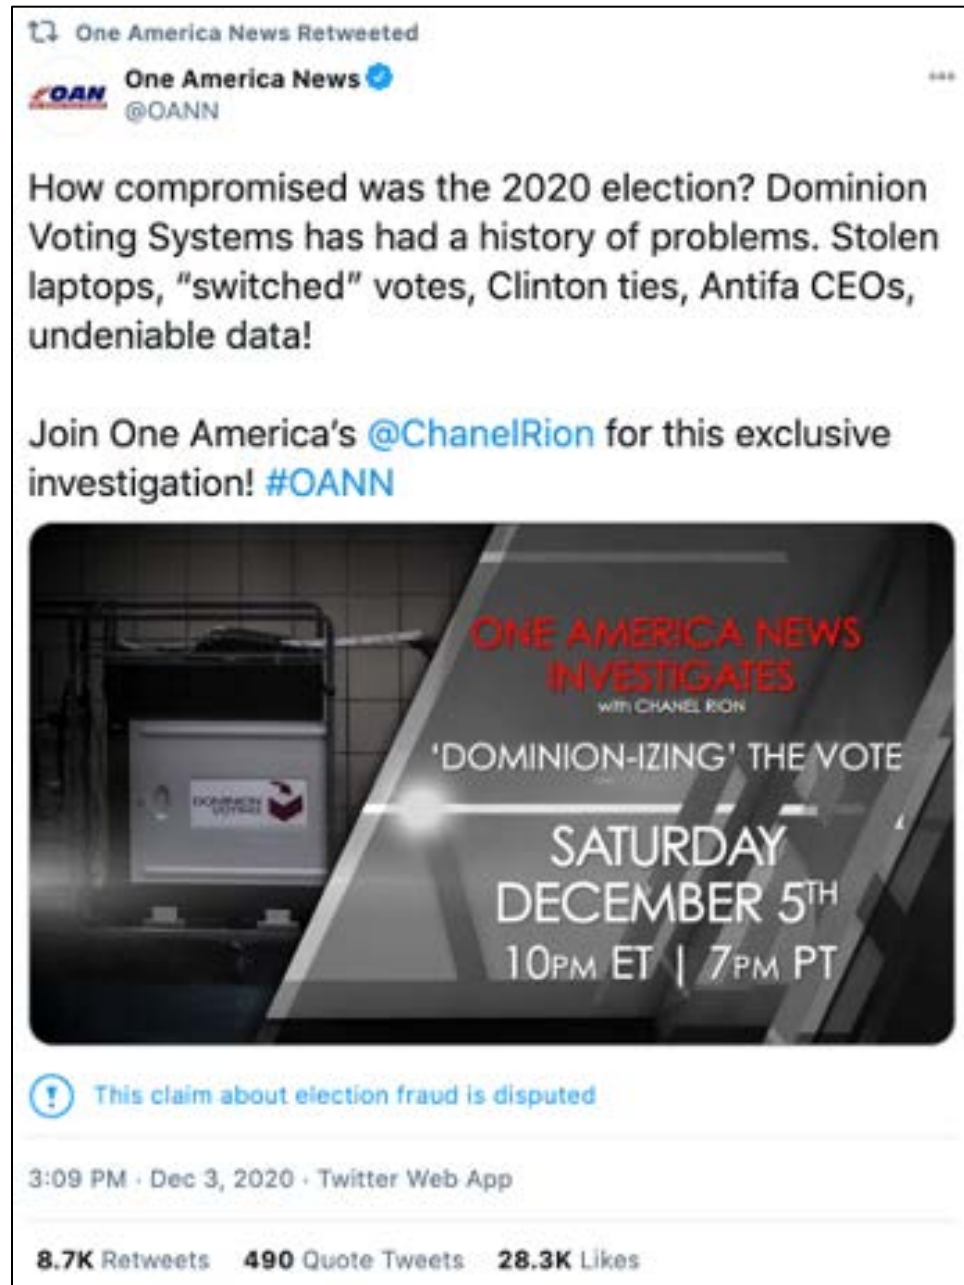 One America News Retweeted
OAN
One America News
@OANN
How compromised was the 2020 election? Dominion
Voting Systems has had a history of problems. Stolen
laptops, “switched” votes, Clinton ties, Antifa CEOs,
undeniable data!
Join One America’s @ChanelRion for this exclusive
investigation! #OANN
ONE AMERICA NEWS
INVESTIGATES
with CHANEL RION
'DOMINION-IZING' THE VOTE
SATURDAY
DECEMBER 5TH
10PM ET | 7PM PT
DOMINION
VOTING
This claim about election fraud is disputed
3:09 PM · Dec 3, 2020 · Twitter Web App
8.7K Retweets 490 Quote Tweets 28.3K Likes